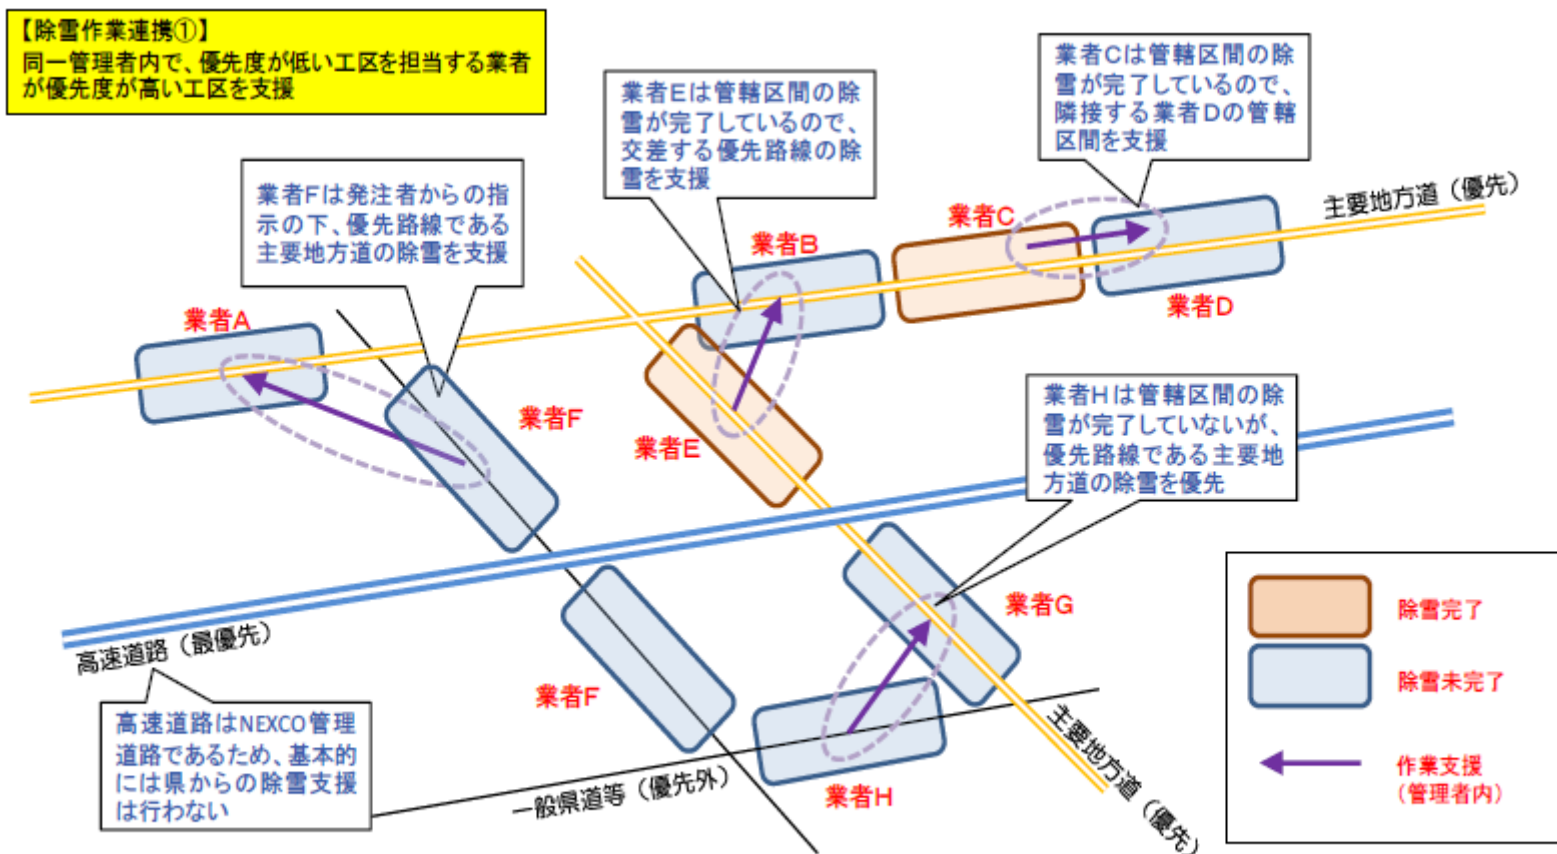 【除雪作業連携①】
同一管理者内で、優先度が低い工区を担当する業者
が優先度が高い工区を支援
業者Cは管轄区間の除
雪が完了しているので、
隣接する業者Dの管轄
区間を支援
業者Eは管轄区間の除
雪が完了しているので、
交差する優先路線の除
雪を支援
業者Fは発注者からの指
示の下、優先路線である
主要地方道の除雪を支援
主要地方道（優先）
業者C
業者B
業者D
業者A
業者F
業者E
業者Hは管轄区間の除
雪が完了していないが、
優先路線である主要地
方道の除雪を優先
業者G
高速道路（最優先）
業者F
高速道路はNEXCO管理
道路であるため、基本的
には県からの除雪支援
は行わない
一般県道等（優先外）
業者H
主要地方道（優先）
除雪完了
除雪未完了
作業支援
（管理者内）